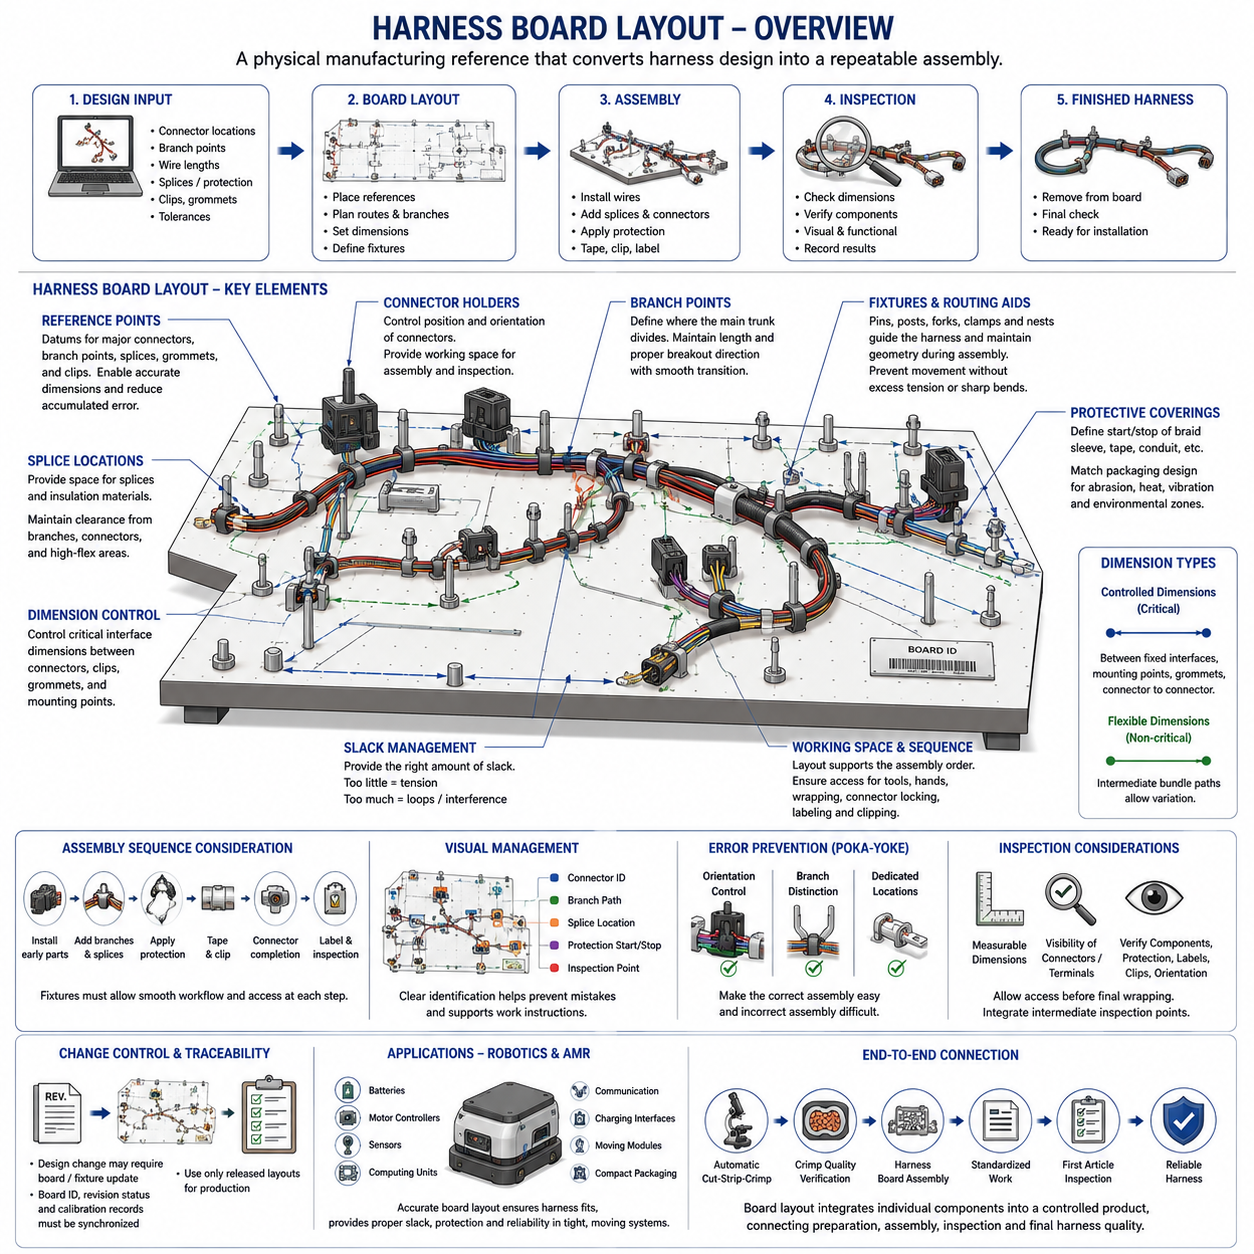 HARNESS BOARD LAYOUT – OVERVIEW
A physical manufacturing reference that converts harness design into a repeatable assembly.
1. DESIGN INPUT
• Connector locations
• Branch points
• Wire lengths
• Splices / protection
• Clips, grommets
• Tolerances
2. BOARD LAYOUT
• Place references
• Plan routes & branches
• Set dimensions
• Define fixtures
3. ASSEMBLY
• Install wires
• Add splices & connectors
• Apply protection
• Tape, clip, label
4. INSPECTION
• Check dimensions
• Verify components
• Visual & functional
• Record results
5. FINISHED HARNESS
• Remove from board
• Final check
• Ready for installation
HARNESS BOARD LAYOUT – KEY ELEMENTS
REFERENCE POINTS
Datums for major connectors,
branch points, splices, grommets,
and clips. Enable accurate
dimensions and reduce
accumulated error.
CONNECTOR HOLDERS
Control position and orientation
of connectors.
Provide working space for
assembly and inspection.
BRANCH POINTS
Define where the main trunk
divides. Maintain length and
proper breakout direction
with smooth transition.
FIXTURES & ROUTING AIDS
Pins, posts, forks, clamps and nests
guide the harness and maintain
geometry during assembly.
Prevent movement without
excess tension or sharp bends.
PROTECTIVE COVERINGS
Define start/stop of braid
sleeve, tape, conduit, etc.
Match packaging design
for abrasion, heat, vibration
and environmental zones.
SPLICE LOCATIONS
Provide space for splices
and insulation materials.
Maintain clearance from
branches, connectors,
and high-flex areas.
DIMENSION CONTROL
Control critical interface
dimensions between
connectors, clips,
grommets, and
mounting points.
BOARD ID
DIMENSION TYPES
Controlled Dimensions
(Critical)
Between fixed interfaces,
mounting points, grommets,
connector to connector.
Flexible Dimensions
(Non-critical)
Intermediate bundle paths
allow variation.
SLACK MANAGEMENT
Provide the right amount of slack.
Too little = tension
Too much = loops / interference
WORKING SPACE & SEQUENCE
Layout supports the assembly order.
Ensure access for tools, hands,
wrapping, connector locking,
labeling and clipping.
ASSEMBLY SEQUENCE CONSIDERATION
Install
early parts
Add branches
& splices
Apply
protection
Tape
& clip
Connector
completion
Label &
inspection
Fixtures must allow smooth workflow and access at each step.
VISUAL MANAGEMENT
Connector ID
Branch Path
Splice Location
Protection Start/Stop
Inspection Point
Clear identification helps prevent mistakes
and supports work instructions.
ERROR PREVENTION (POKA-YOKE)
Orientation
Control
Branch
Distinction
Dedicated
Locations
Make the correct assembly easy
and incorrect assembly difficult.
INSPECTION CONSIDERATIONS
Measurable
Dimensions
Visibility of
Connectors /
Terminals
Verify Components,
Protection, Labels,
Clips, Orientation
Allow access before final wrapping.
Integrate intermediate inspection points.
CHANGE CONTROL & TRACEABILITY
REV.
• Design change may require
board / fixture update
• Board ID, revision status
and calibration records
must be synchronized
• Use only released layouts
for production
APPLICATIONS – ROBOTICS & AMR
Batteries
Motor Controllers
Sensors
Computing Units
Communication
Charging Interfaces
Moving Modules
Compact Packaging
Accurate board layout ensures harness fits,
provides proper slack, protection and reliability in tight, moving systems.
END-TO-END CONNECTION
Automatic
Cut-Strip-Crimp
Crimp Quality
Verification
Harness
Board Assembly
Standardized
Work
First Article
Inspection
Reliable
Harness
Board layout integrates individual components into a controlled product,
connecting preparation, assembly, inspection and final harness quality.